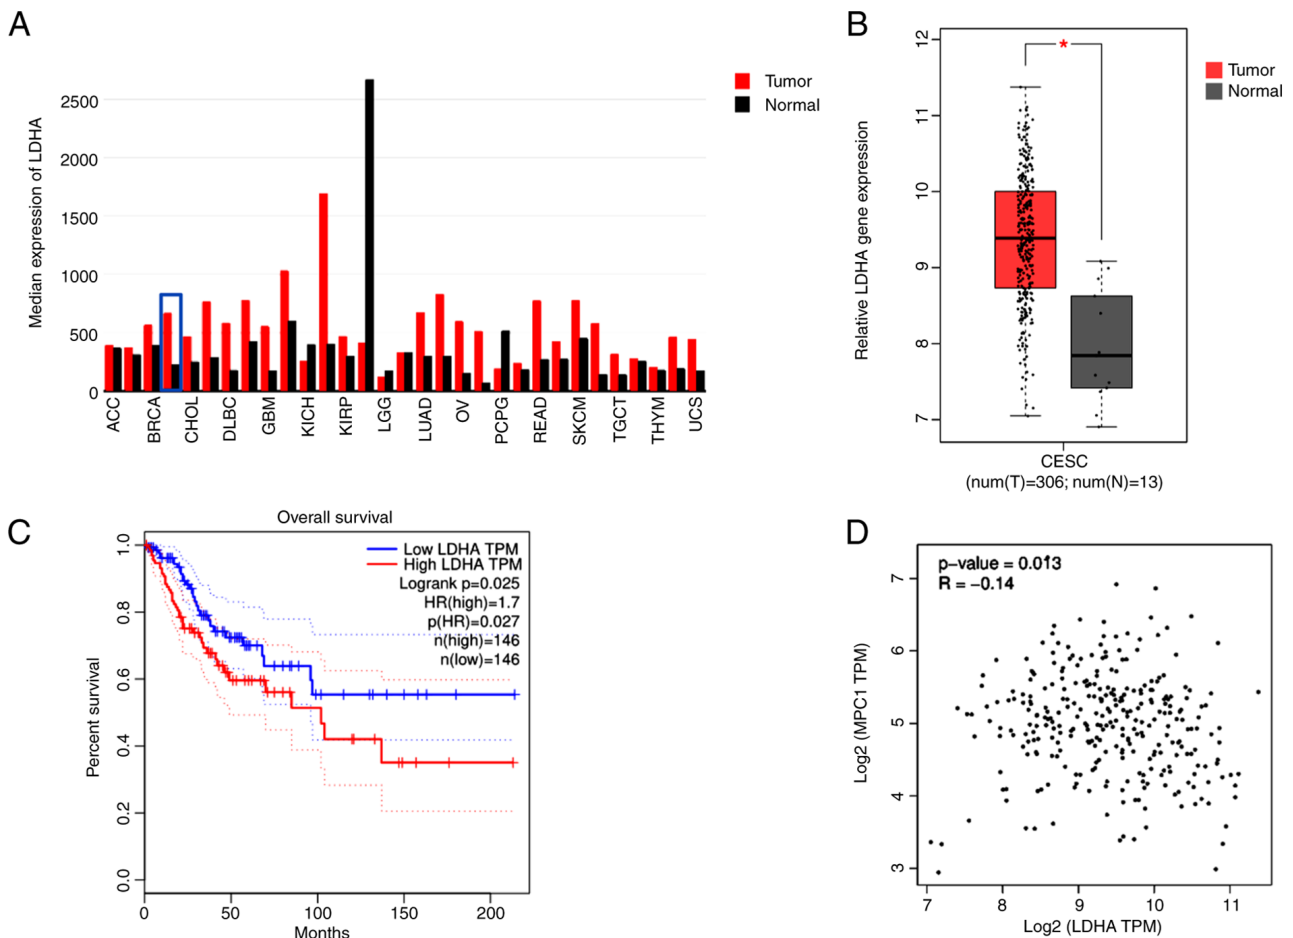 A
Median expression of LDHA
2500
2000
1500
1000
500
0
ACC
BRCA
CHOL
DLBC
GBM
KICH
KIRP
LGG
LUAD
OV
PCPG
READ
SKCM
TGCT
THYM
UCS
Tumor
Normal
B
Relative LDHA gene expression
12
11
10
9
8
7
*
Tumor
Normal
CESC
(num(T)=306; num(N)=13)
C
Overall survival
Percent survival
1.0
0.8
0.6
0.4
0.2
0.0
Low LDHA TPM
High LDHA TPM
Logrank p=0.025
HR(high)=1.7
p(HR)=0.027
n(high)=146
n(low)=146
0 50 100 150 200
Months
D
Log2 (MPC1 TPM)
7
6
5
4
3
p-value = 0.013
R = −0.14
7 8 9 10 11
Log2 (LDHA TPM)